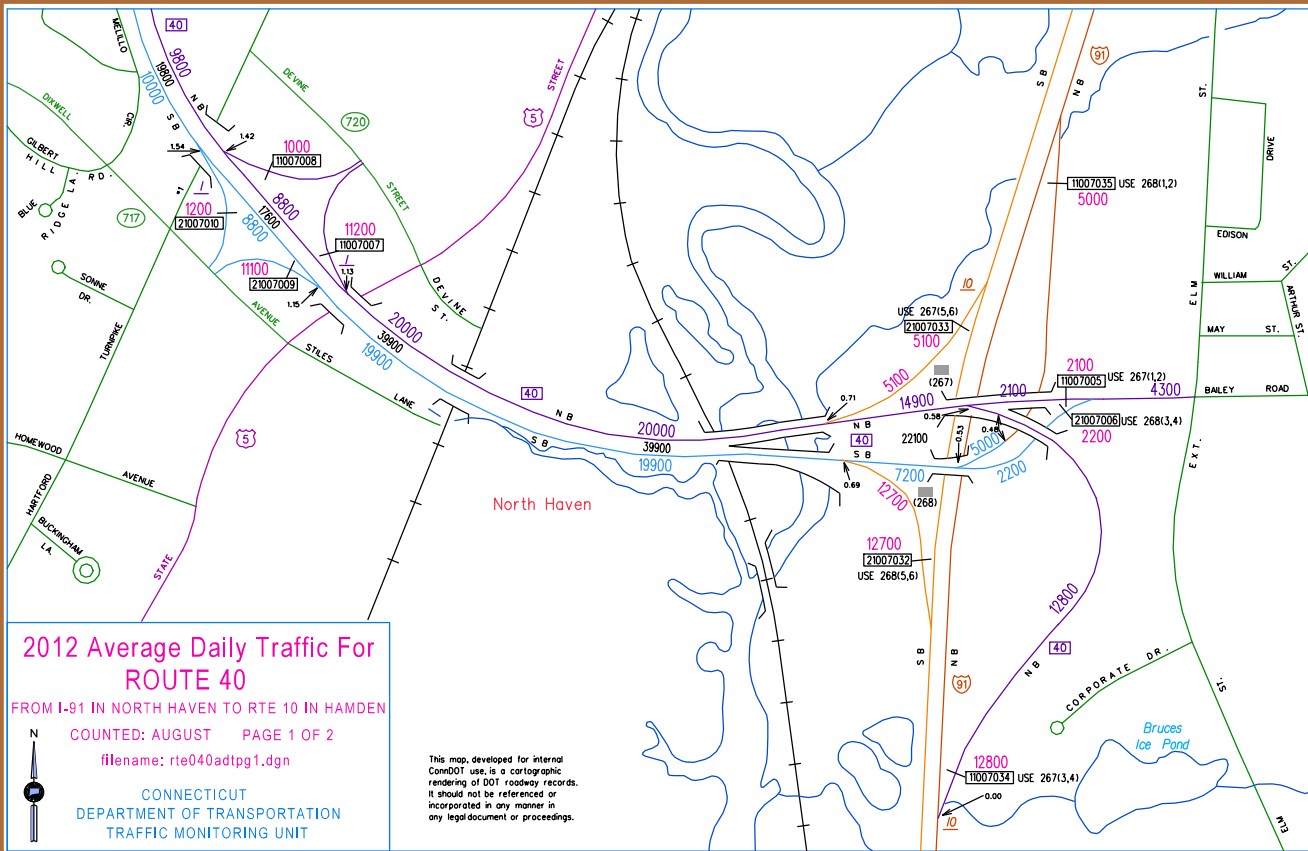 40
MELILLO
CIR.
9800
19800
10000
N B
S B
DEVINE
STREET
720
DIXWELL
AVENUE
717
GILBERT
HILL RD.
BLUE
RIDGE LA.
SONNE
DR.
1.54
1.42
1000
11007008
*1
1
1200
21007010
8800
17600
8800
11200
11007007
1
1.13
11100
21007009
1.15
STREET
5
DEVINE
ST.
TURNPIKE
HARTFORD
STILES
LANE
HOMEWOOD
AVENUE
BUCKINGHAM
LA.
5
STATE
20000
39900
19900
40
N B
S B
20000
39900
19900
North Haven
S B
N B
91
11007035 USE 268(1,2)
5000
10
USE 267(5,6)
21007033
5100
5100
(267)
0.71
14900
N B
40
S B
22100
0.58
0.53
0.48
2100
2100
11007005 USE 267(1,2)
4300
BAILEY ROAD
21007006 USE 268(3,4)
2200
5000
2200
7200
0.69
12700
(268)
12700
21007032
USE 268(5,6)
12800
40
N B
S B
N B
91
12800
11007034 USE 267(3,4)
0.00
10
ST.
ELM
EXT.
DRIVE
EDISON
WILLIAM ST.
ARTHUR ST.
MAY ST.
CORPORATE DR.
ST.
ELM
Bruces
Ice Pond
2012 Average Daily Traffic For
ROUTE 40
FROM I-91 IN NORTH HAVEN TO RTE 10 IN HAMDEN
COUNTED: AUGUST PAGE 1 OF 2
filename: rte040adtpg1.dgn
N
CONNECTICUT
DEPARTMENT OF TRANSPORTATION
TRAFFIC MONITORING UNIT
This map, developed for internal
ConnDOT use, is a cartographic
rendering of DOT roadway records.
It should not be referenced or
incorporated in any manner in
any legal document or proceedings.